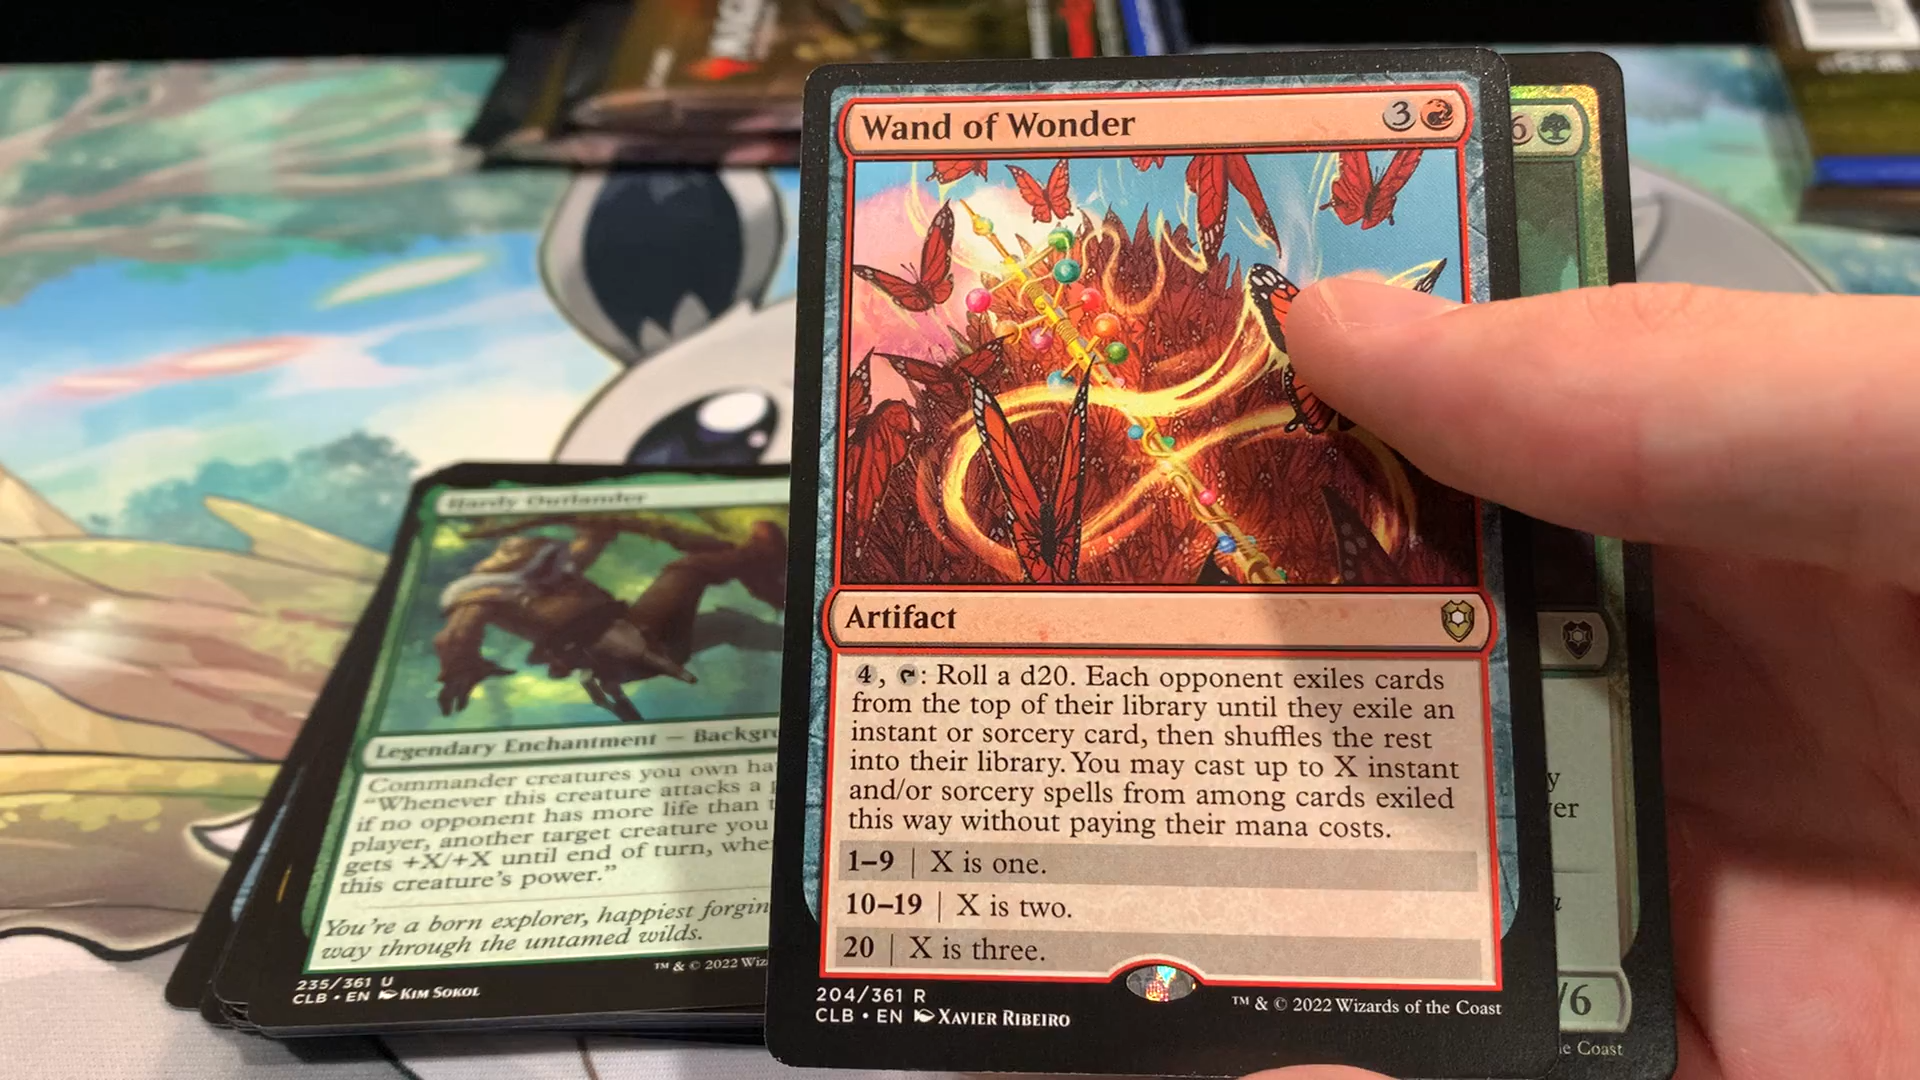 Wand of Wonder
3
6
Artifact
4, : Roll a d20. Each opponent exiles cards
from the top of their library until they exile an
instant or sorcery card, then shuffles the rest
into their library. You may cast up to X instant
and/or sorcery spells from among cards exiled
this way without paying their mana costs.
1–9 | X is one.
10–19 | X is two.
20 | X is three.
204/361 R
CLB • EN XAVIER RIBEIRO
™ & © 2022 Wizards of the Coast
Hardy Outlander
Legendary Enchantment — Backgr
Commander creatures you own ha
"Whenever this creature attacks a
if no opponent has more life than
player, another target creature you
gets +X/+X until end of turn, whe
this creature's power."
You're a born explorer, happiest forgin
way through the untamed wilds.
235/361 U
CLB • EN KIM SOKOL
™ & © 2022 Wiz
y
er
a
/6
e Coast